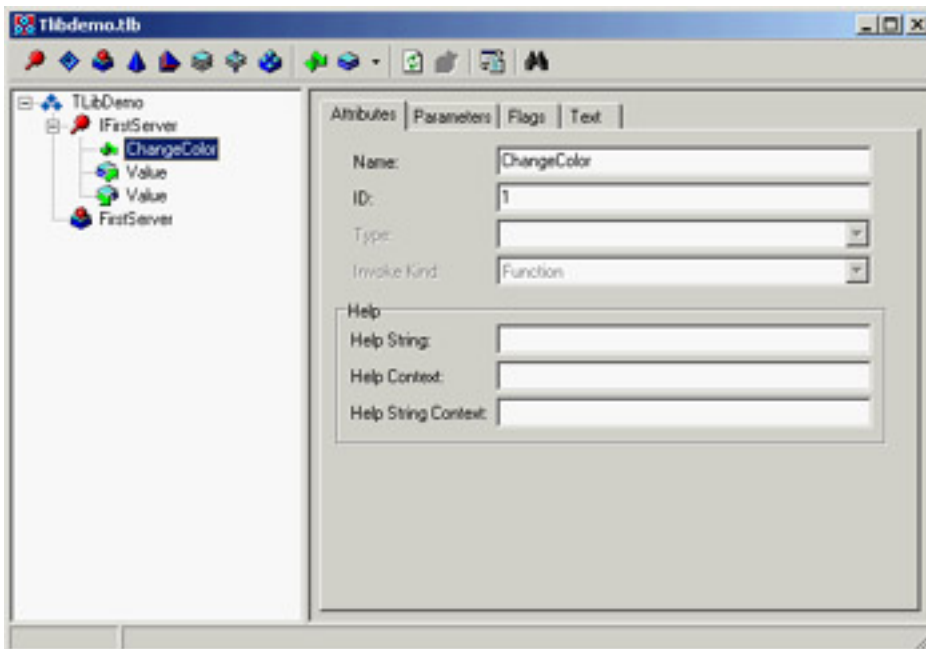 Tlibdemo.tlb
TLibDemo
IFirstServer
ChangeColor
Value
Value
FirstServer
Attributes Parameters Flags Text
Name: ChangeColor
ID: 1
Type:
Invoke Kind: Function
Help
Help String:
Help Context:
Help String Context: